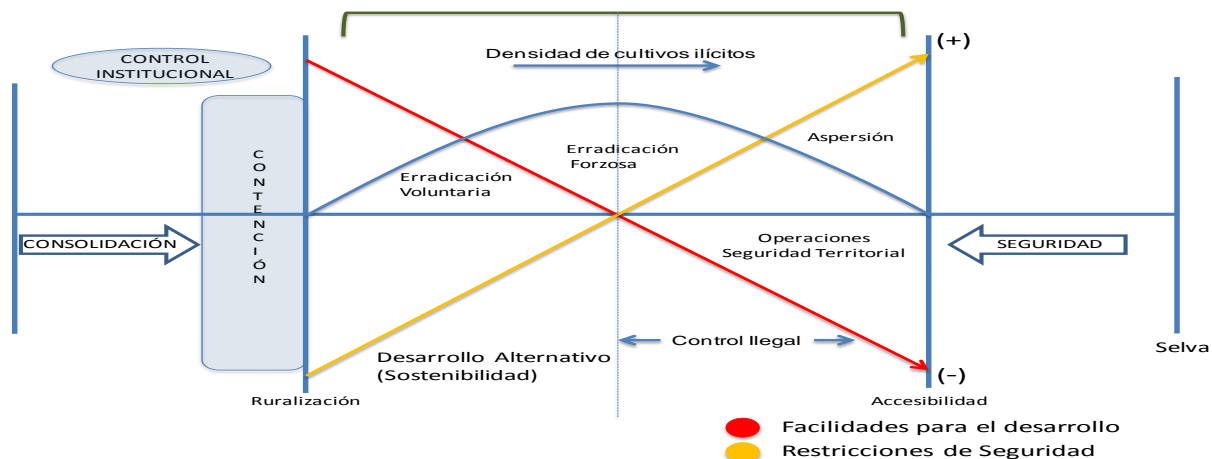 CONTROL
INSTITUCIONAL
Densidad de cultivos ilícitos
(+)
CONTENCIÓN
Erradicación
Voluntaria
Erradicación
Forzosa
Aspersión
CONSOLIDACIÓN
Operaciones
Seguridad Territorial
SEGURIDAD
Control Ilegal
Selva
Desarrollo Alternativo
(Sostenibilidad)
(-)
Ruralización
Accesibilidad
Facilidades para el desarrollo
Restricciones de Seguridad